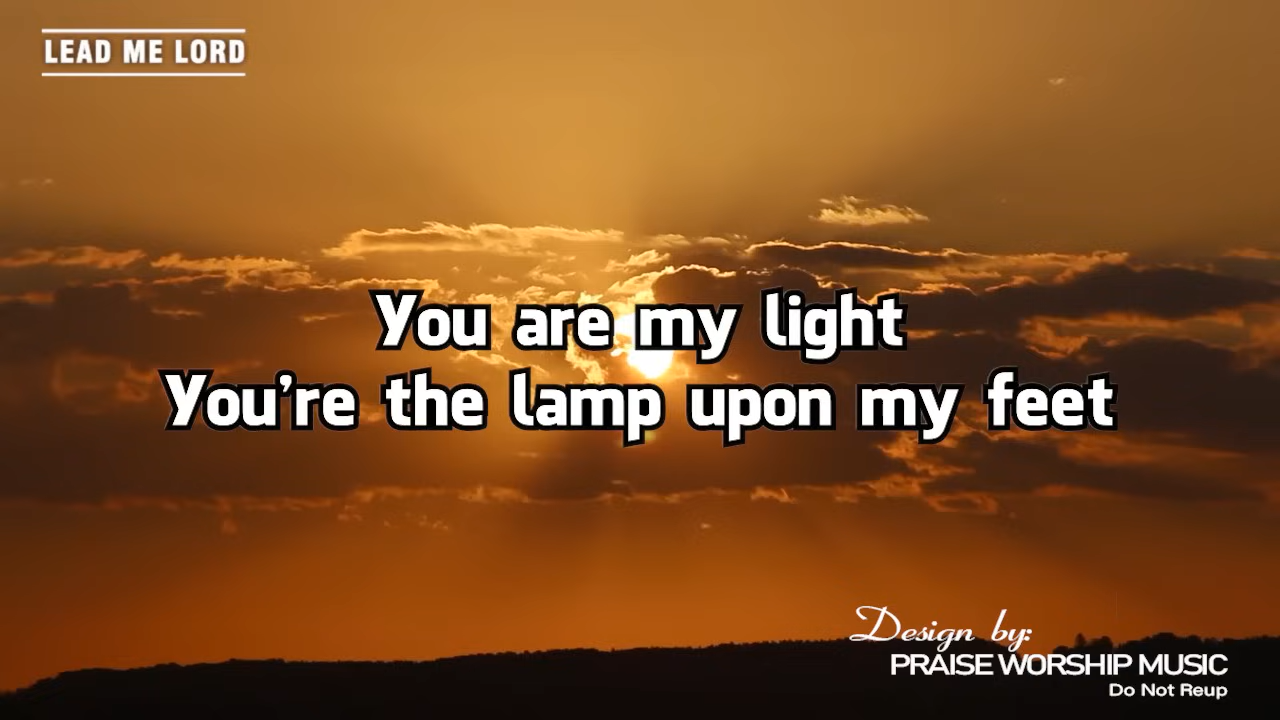 LEAD ME LORD
You are my light
You’re the lamp upon my feet
Design by:
PRAISE WORSHIP MUSIC
Do Not Reup